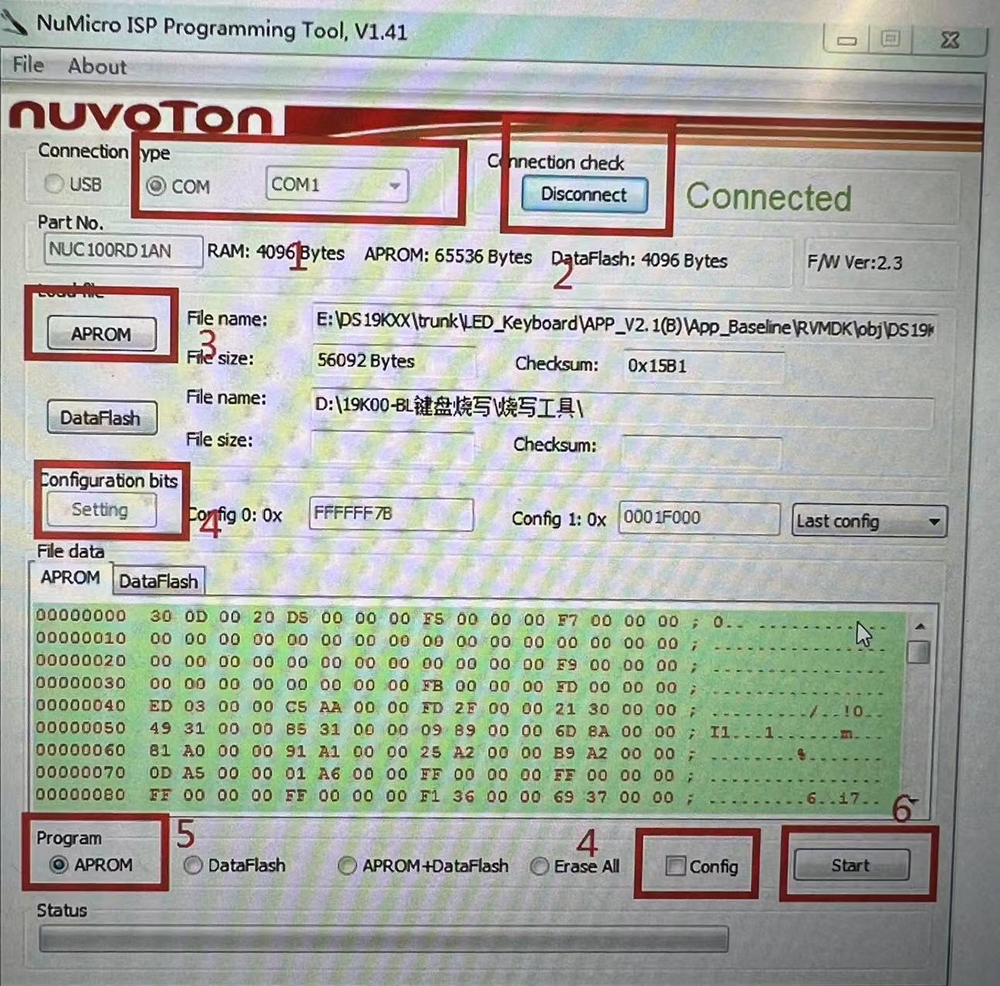 NuMicro ISP Programming Tool, V1.41
File About
nuvoTon
Connection type Connection check
USB COM COM1 Disconnect Connected
Part No.
NUC100RD1AN RAM: 4096 Bytes APROM: 65536 Bytes DataFlash: 4096 Bytes F/W Ver:2.3
1 2
Load file
APROM File name: E:\DS19KXX\trunk\LED_Keyboard\APP_V2.1(B)\App_Baseline\RVMDK\obj\DS19K
3
File size: 56092 Bytes Checksum: 0x15B1
DataFlash File name: D:\19K00-BL键盘烧写\烧写工具\
File size: Checksum:
Configuration bits
Setting Config 0: 0x FFFFFF7B Config 1: 0x 0001F000 Last config
4
File data
APROM DataFlash
00000000 30 0D 00 20 D5 00 00 00 F5 00 00 00 F7 00 00 00 ; 0.. ............
00000010 00 00 00 00 00 00 00 00 00 00 00 00 00 00 00 00 ; ................
00000020 00 00 00 00 00 00 00 00 00 00 00 00 F9 00 00 00 ; ................
00000030 00 00 00 00 00 00 00 00 FB 00 00 00 FD 00 00 00 ; ................
00000040 ED 03 00 00 C5 AA 00 00 FD 2F 00 00 21 30 00 00 ; ........./..!0..
00000050 49 31 00 00 85 31 00 00 09 89 00 00 6D 8A 00 00 ; I1...1......m...
00000060 81 A0 00 00 91 A1 00 00 25 A2 00 00 B9 A2 00 00 ; ........%.......
00000070 0D A5 00 00 01 A6 00 00 FF 00 00 00 FF 00 00 00 ; ................
00000080 FF 00 00 00 FF 00 00 00 F1 36 00 00 69 37 00 00 ; .........6..i7..
6
Program 5 4
APROM DataFlash APROM+DataFlash Erase All Config Start
Status